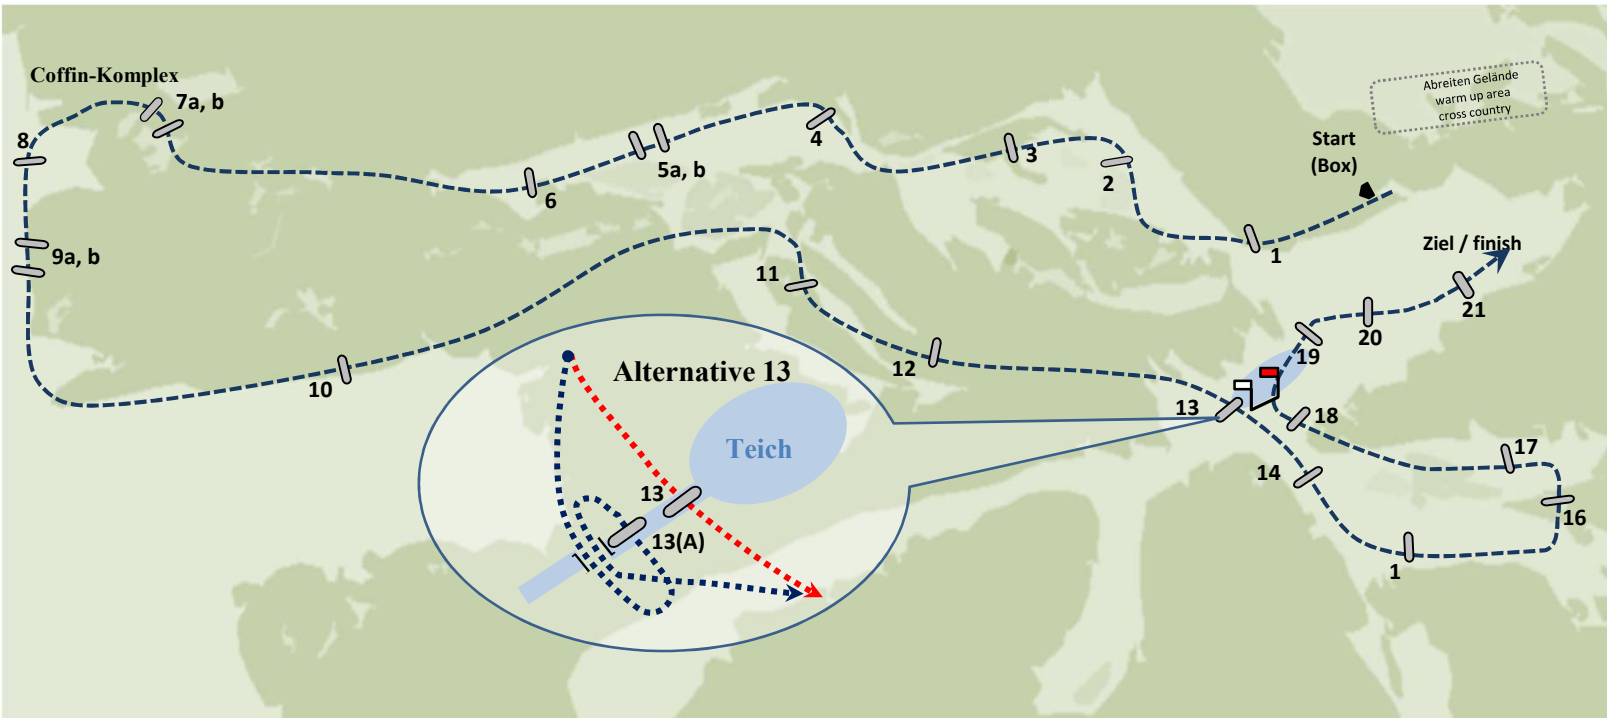 Coffin-Komplex
7a, b
8
9a, b
6
5a, b
4
3
2
1
Start
(Box)
Abreiten Gelände
warm up area
cross country
Ziel / finish
10
11
12
13
14
1
16
17
18
19
20
21
Alternative 13
Teich
13
13(A)